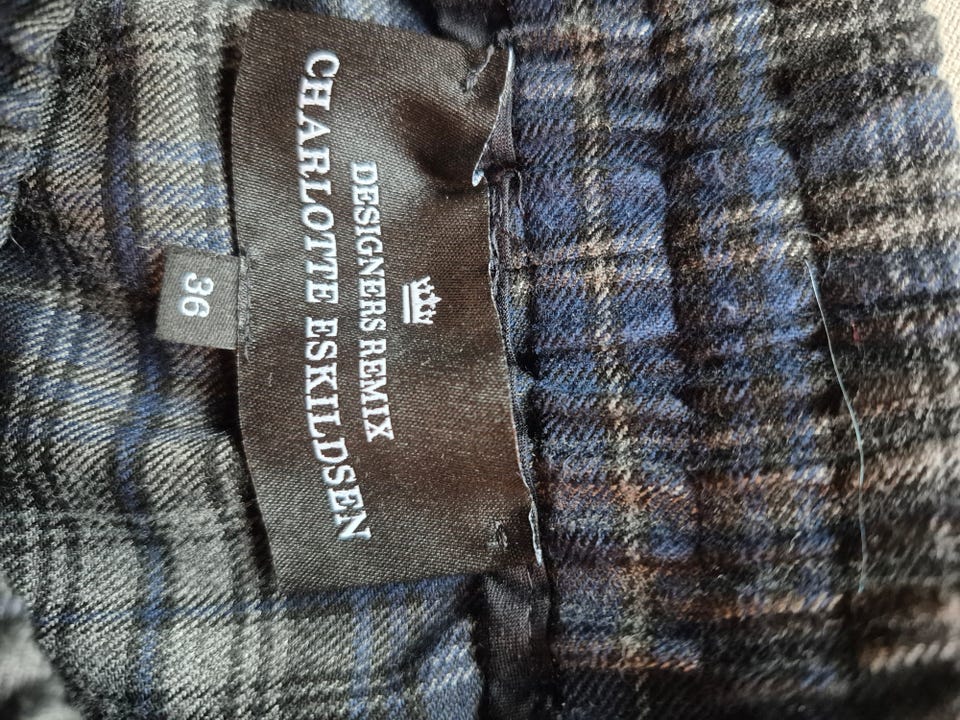 DESIGNERS REMIX
CHARLOTTE ESKILDSEN
36